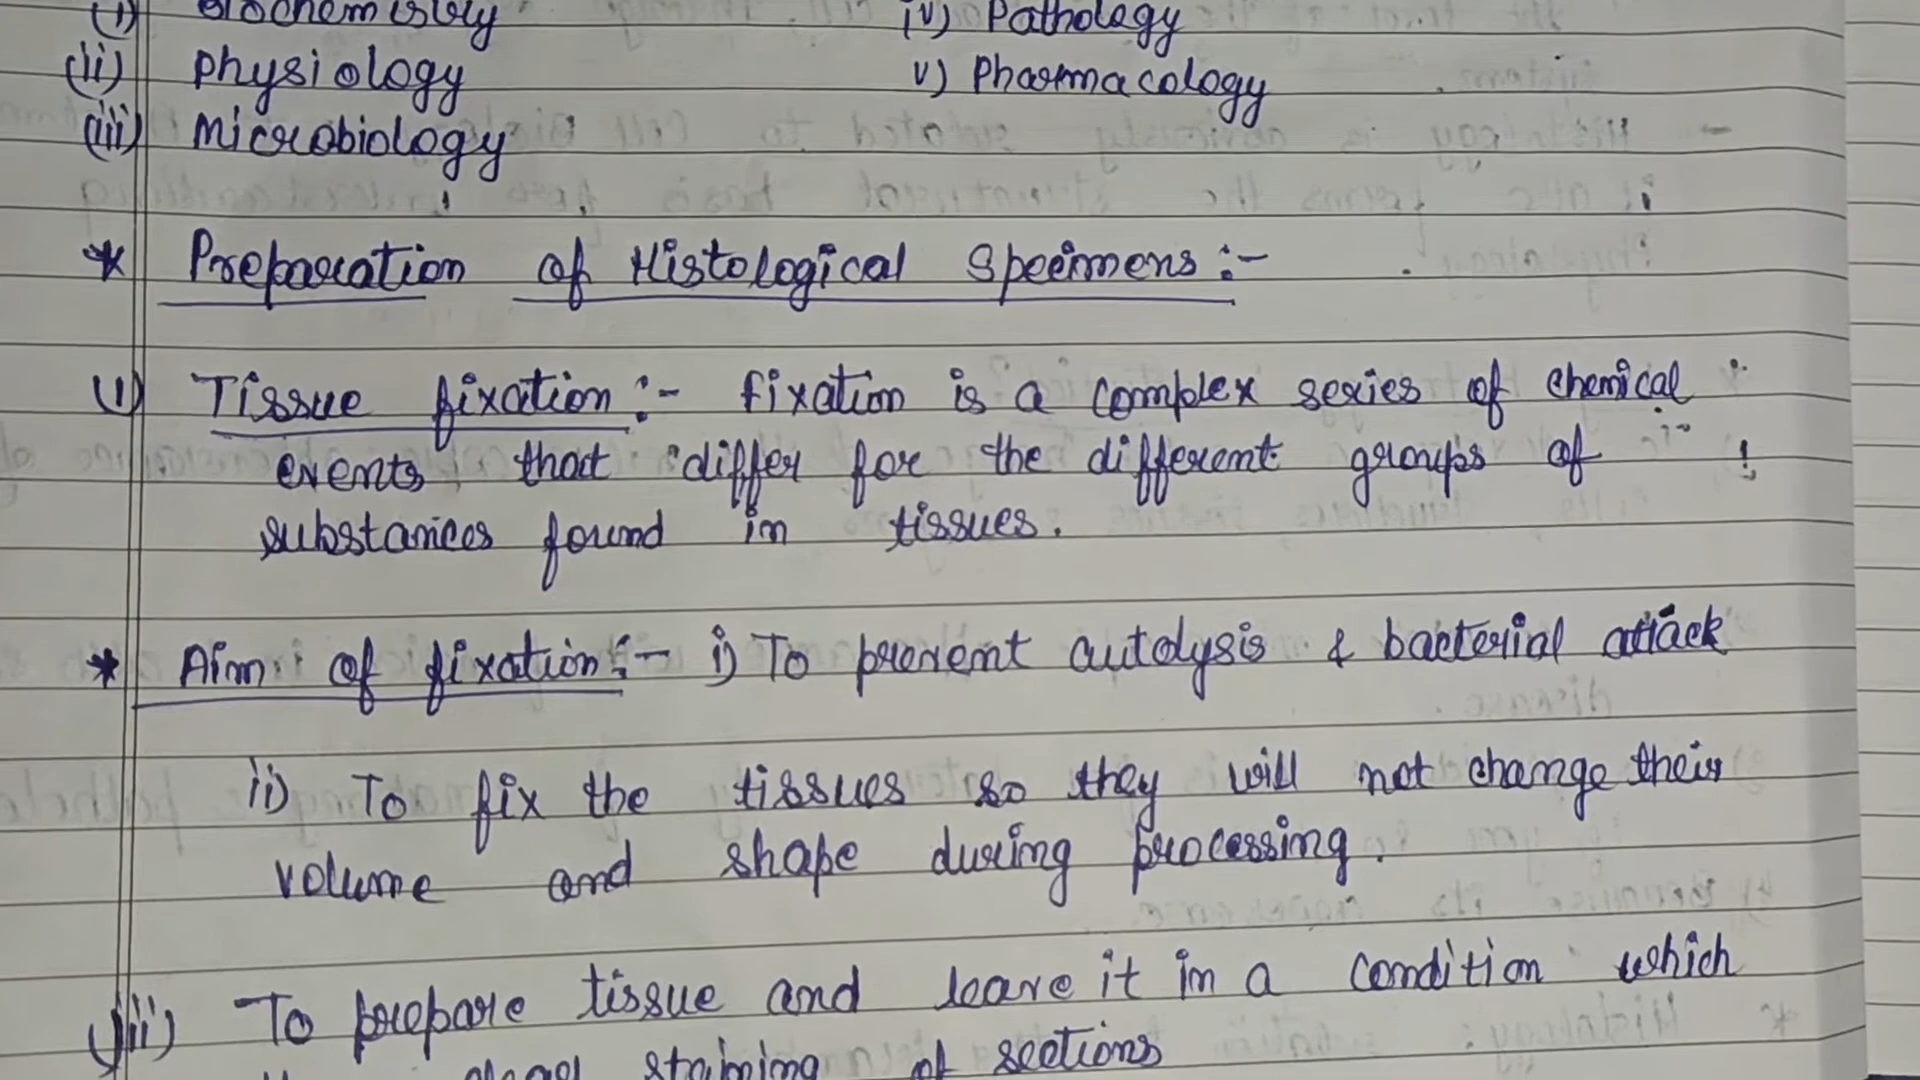 (i) Biochemistry iv) Pathology
(ii) Physiology v) Pharmacology
(iii) Microbiology
* Preparation of Histological Specimens :-
(1) Tissue fixation :- fixation is a complex series of chemical
events that differ for the different groups of
substances found in tissues.
* Aim of fixation :- i) To prevent autolysis & bacterial attack
ii) To fix the tissues so they will not change their
volume and shape during processing.
iii) To prepare tissue and leave it in a condition which
staining of sections